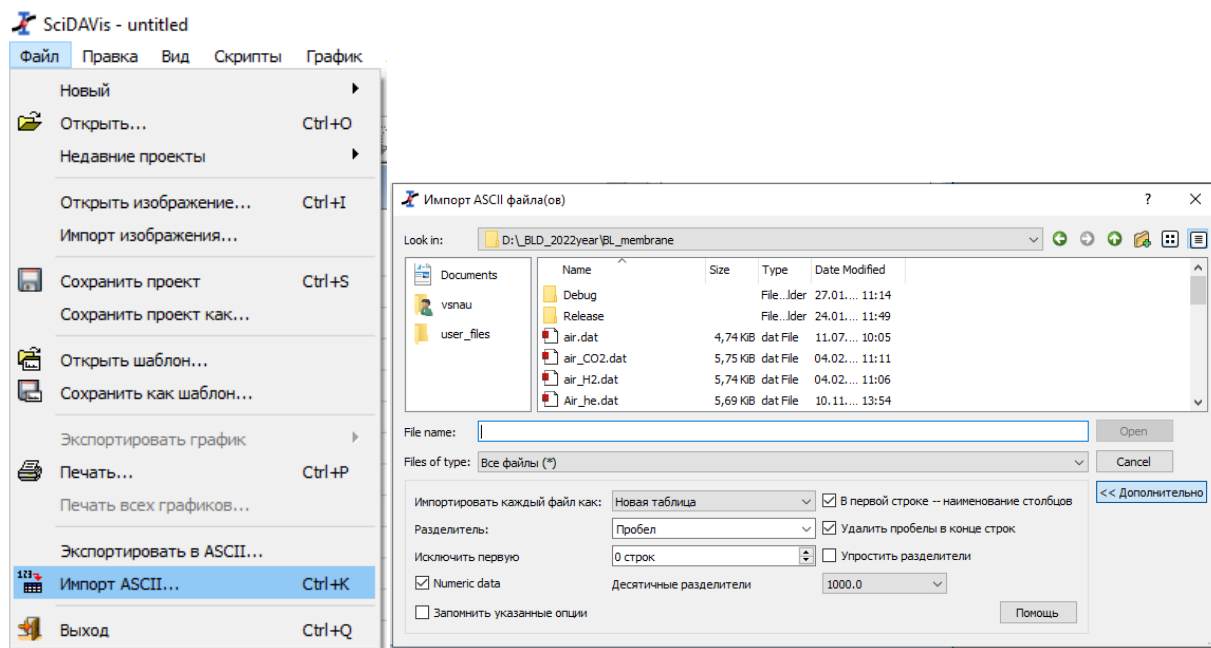 SciDAVis - untitled
Файл Правка Вид Скрипты График
Новый
Открыть... Ctrl+O
Недавние проекты
Открыть изображение... Ctrl+I
Импорт изображения...
Сохранить проект Ctrl+S
Сохранить проект как...
Открыть шаблон...
Сохранить как шаблон...
Экспортировать график
Печать... Ctrl+P
Печать всех графиков...
Экспортировать в ASCII...
Импорт ASCII... Ctrl+K
Выход Ctrl+Q
Импорт ASCII файла(ов) ?
Look in: D:\_BLD_2022year\BL_membrane
Documents
vsnau
user_files
Name Size Type Date Modified
Debug File...lder 27.01.... 11:14
Release File...lder 24.01.... 11:49
air.dat 4,74 KiB dat File 11.07.... 10:05
air_CO2.dat 5,75 KiB dat File 04.02.... 11:11
air_H2.dat 5,74 KiB dat File 04.02.... 11:06
Air_he.dat 5,69 KiB dat File 10.11.... 13:54
File name: Open
Files of type: Все файлы (*) Cancel
<< Дополнительно
Импортировать каждый файл как: Новая таблица В первой строке -- наименование столбцов
Разделитель: Пробел Удалить пробелы в конце строк
Исключить первую 0 строк Упростить разделители
Numeric data Десятичные разделители 1000.0
Запомнить указанные опции Помощь